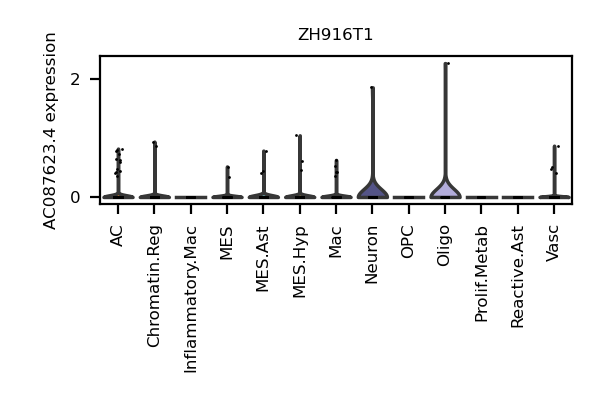 ZH916T1
AC087623.4 expression
2
0
AC
Chromatin.Reg
Inflammatory.Mac
MES
MES.Ast
MES.Hyp
Mac
Neuron
OPC
Oligo
Prolif.Metab
Reactive.Ast
Vasc